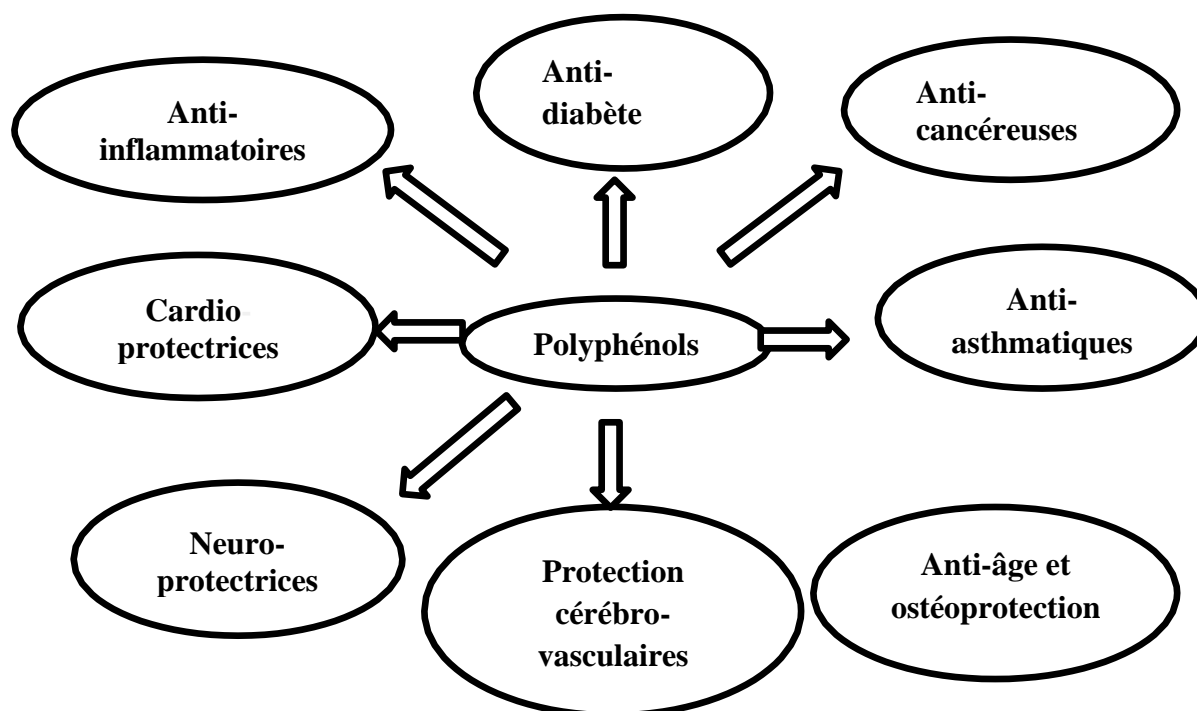 Anti-
inflammatoires
Anti-
diabète
Anti-
cancéreuses
Cardio
protectrices
Polyphénols
Anti-
asthmatiques
Neuro-
protectrices
Protection
cérébro-
vasculaires
Anti-âge et
ostéoprotection